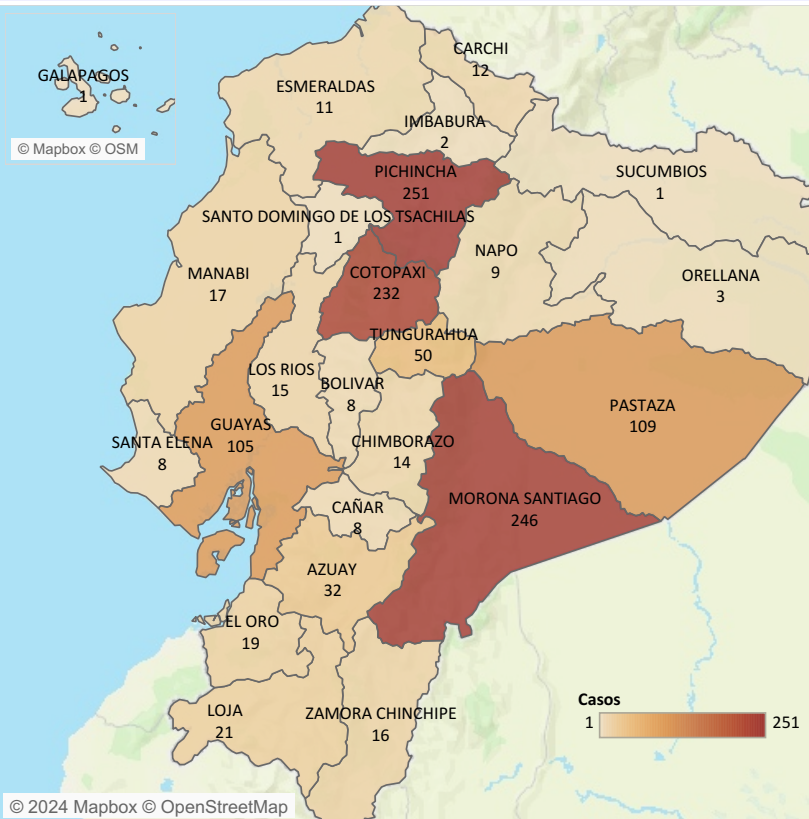 CARCHI
12
GALAPAGOS
1
ESMERALDAS
11
IMBABURA
2
© Mapbox © OSM
PICHINCHA
251
SUCUMBIOS
1
SANTO DOMINGO DE LOS TSACHILAS
1
NAPO
9
MANABI
17
COTOPAXI
232
ORELLANA
3
TUNGURAHUA
50
LOS RIOS
15
BOLIVAR
8
PASTAZA
109
GUAYAS
105
SANTA ELENA
8
CHIMBORAZO
14
MORONA SANTIAGO
246
CAÑAR
8
AZUAY
32
EL ORO
19
LOJA
21
ZAMORA CHINCHIPE
16
Casos
1 251
© 2024 Mapbox © OpenStreetMap